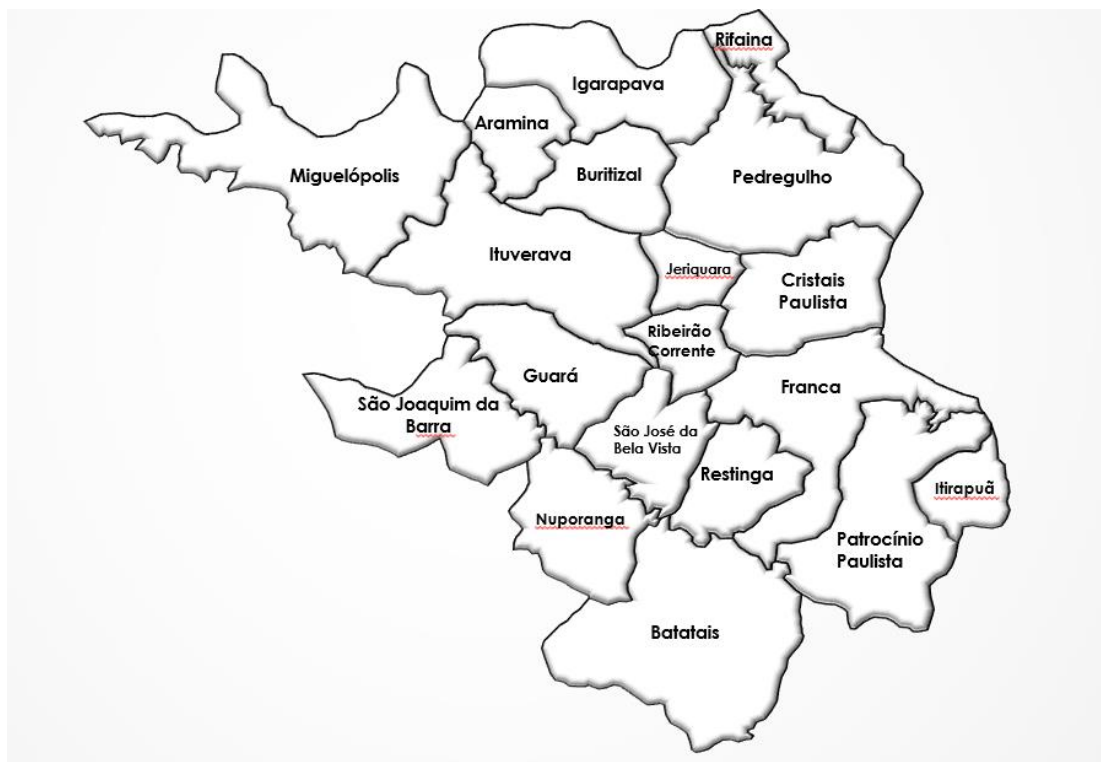 Rifaina
Igarapava
Aramina
Buritizal
Miguelópolis
Pedregulho
Ituverava
Jeriquara
Cristais
Paulista
Ribeirão
Corrente
Guará
Franca
São Joaquim da
Barra
São José da
Bela Vista
Restinga
Itirapuã
Nuporanga
Patrocínio
Paulista
Batatais